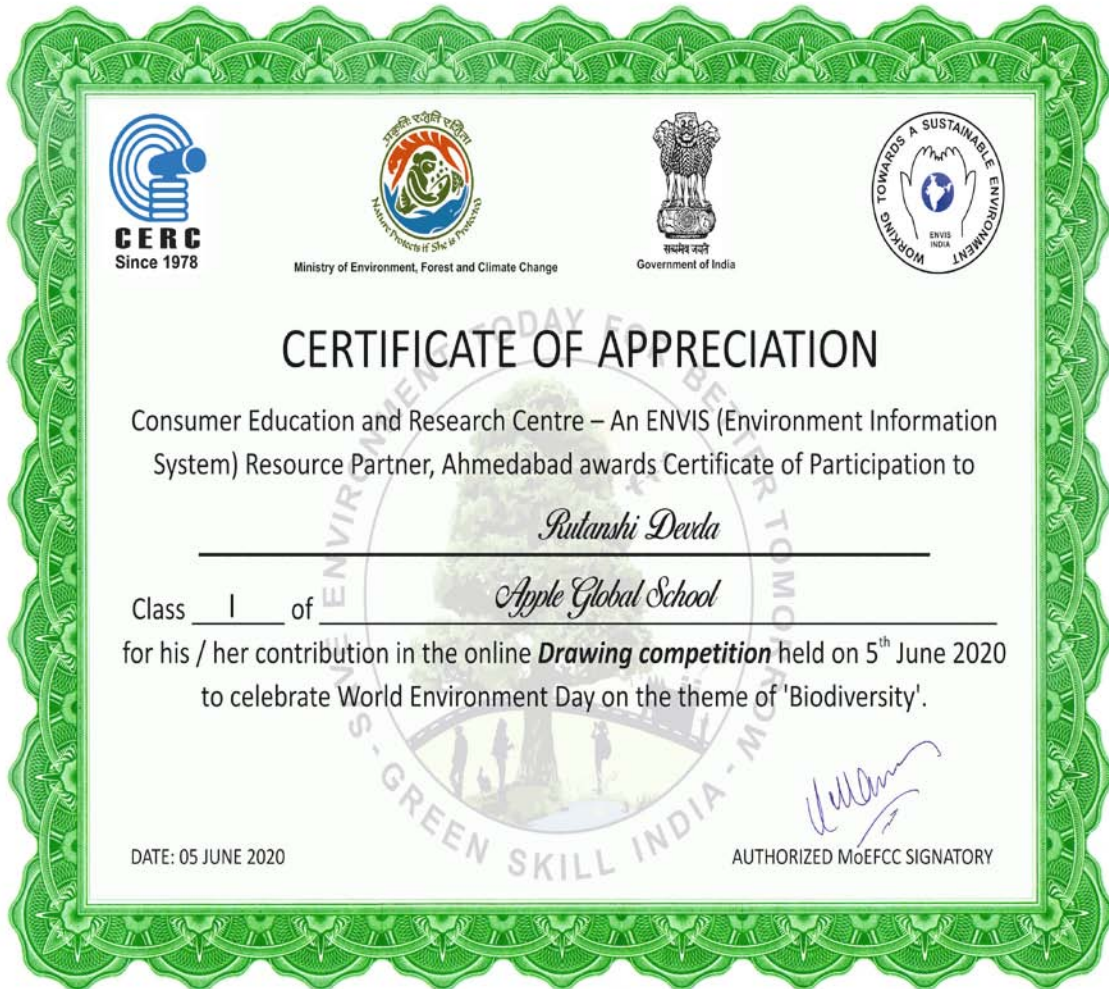 CERC
Since 1978
प्रकृतिः रक्षति रक्षिता
Nature Protects if She is Protected
Ministry of Environment, Forest and Climate Change
सत्यमेव जयते
Government of India
WORKING TOWARDS A SUSTAINABLE ENVIRONMENT
ENVIS
INDIA
CERTIFICATE OF APPRECIATION
Consumer Education and Research Centre – An ENVIS (Environment Information
System) Resource Partner, Ahmedabad awards Certificate of Participation to
Rutanshi Devda
Class I of Apple Global School
for his / her contribution in the online Drawing competition held on 5th June 2020
to celebrate World Environment Day on the theme of 'Biodiversity'.
DATE: 05 JUNE 2020
AUTHORIZED MoEFCC SIGNATORY
ENVIRONMENT TODAY FOR BETTER TOMORROW
GREEN SKILL INDIA